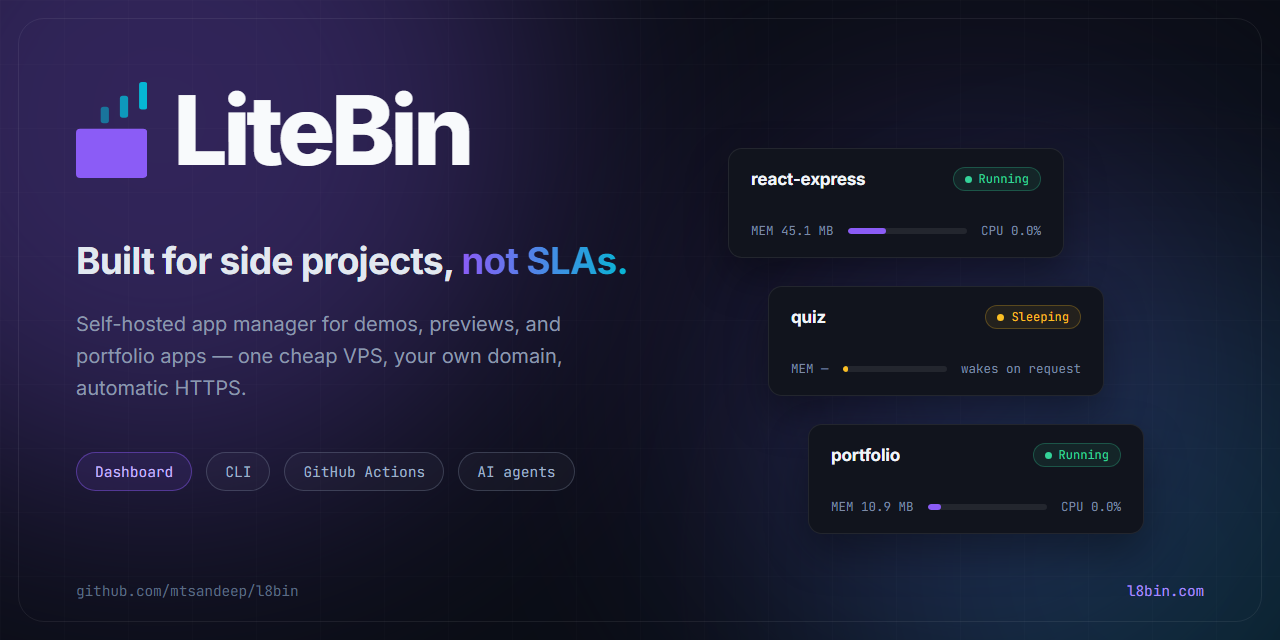 LiteBin
Built for side projects, not SLAs.
Self-hosted app manager for demos, previews, and
portfolio apps — one cheap VPS, your own domain,
automatic HTTPS.
Dashboard
CLI
GitHub Actions
AI agents
react-express
Running
MEM 45.1 MB
CPU 0.0%
quiz
Sleeping
MEM —
wakes on request
portfolio
Running
MEM 10.9 MB
CPU 0.0%
github.com/mtsandeep/l8bin
l8bin.com